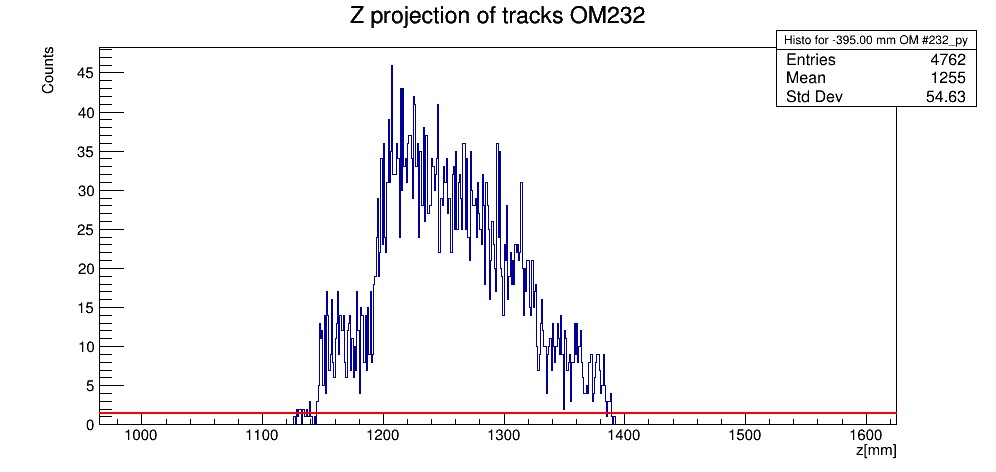 Z projection of tracks OM232
Histo for -395.00 mm OM #232_py
Entries 4762
Mean 1255
Std Dev 54.63
Counts
45
40
35
30
25
20
15
10
5
0
1000 1100 1200 1300 1400 1500 1600
z[mm]